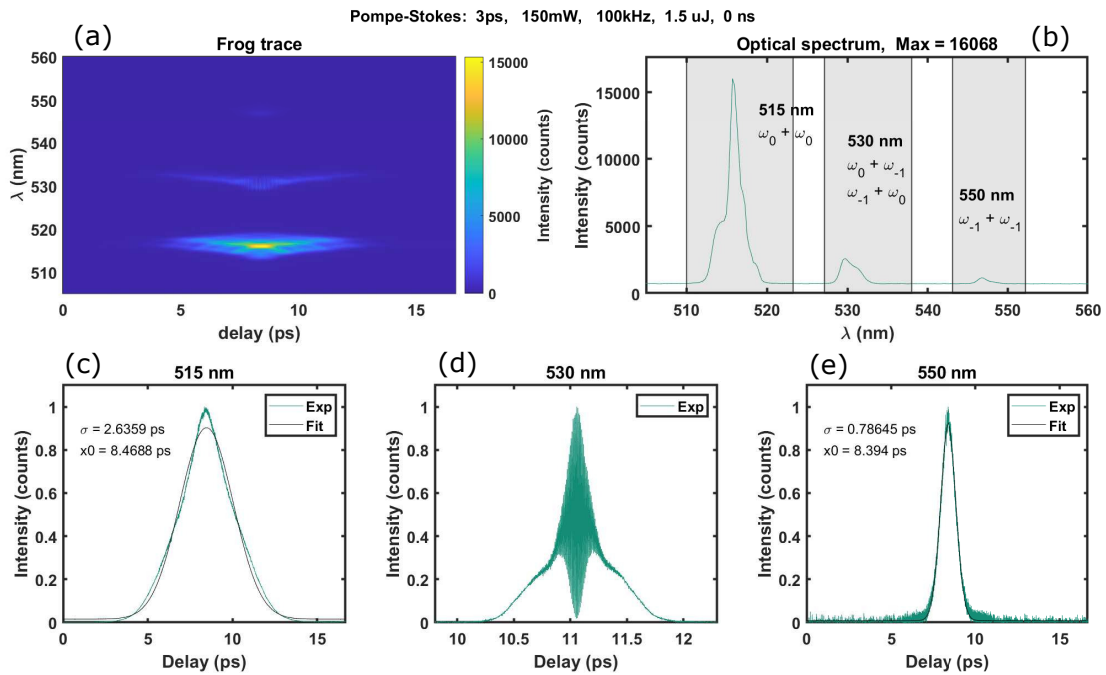 Pompe-Stokes: 3ps, 150mW, 100kHz, 1.5 uJ, 0 ns
(a)
Frog trace
560
550
540
530
520
510
λ (nm)
0
5
10
15
delay (ps)
15000
10000
5000
0
Intensity (counts)
Optical spectrum, Max = 16068
(b)
15000
10000
5000
0
Intensity (counts)
515 nm
ω0 + ω0
530 nm
ω0 + ω-1
ω-1 + ω0
550 nm
ω-1 + ω-1
510
520
530
540
550
560
λ (nm)
(c)
515 nm
1
0.8
0.6
0.4
0.2
0
Intensity (counts)
σ = 2.6359 ps
x0 = 8.4688 ps
Exp
Fit
0
5
10
15
Delay (ps)
(d)
530 nm
1
0.8
0.6
0.4
0.2
0
Intensity (counts)
Exp
10
10.5
11
11.5
12
Delay (ps)
(e)
550 nm
1
0.8
0.6
0.4
0.2
0
Intensity (counts)
σ = 0.78645 ps
x0 = 8.394 ps
Exp
Fit
0
5
10
15
Delay (ps)